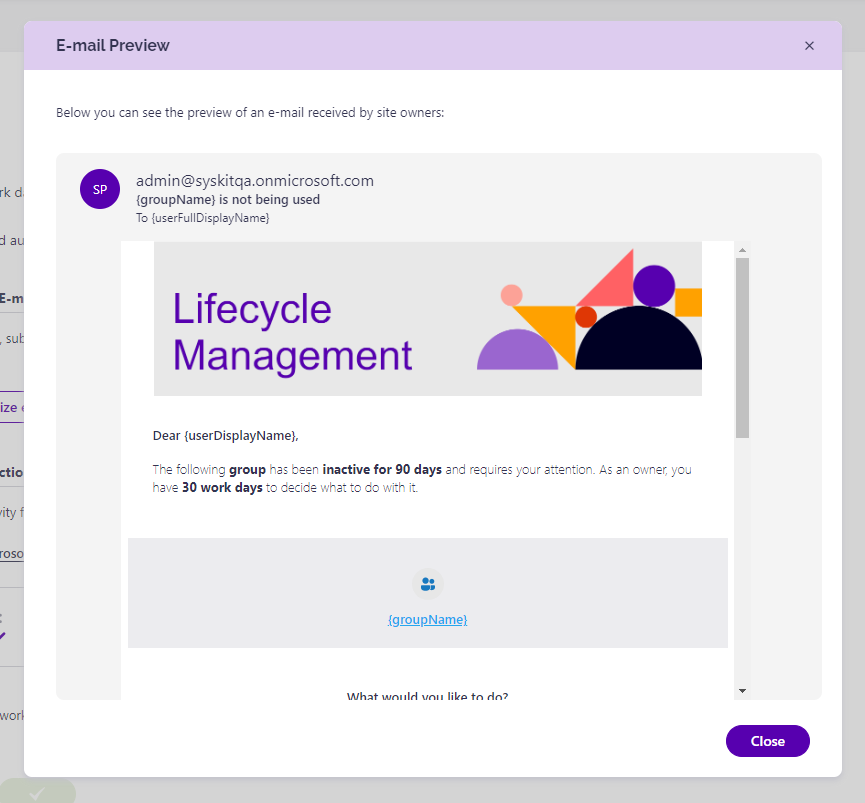 E-mail Preview
Below you can see the preview of an e-mail received by site owners:
SP
admin@syskitqa.onmicrosoft.com
{groupName} is not being used
To {userFullDisplayName}
Lifecycle
Management
Dear {userDisplayName},
The following group has been inactive for 90 days and requires your attention. As an owner, you
have 30 work days to decide what to do with it.
{groupName}
What would you like to do?
Close